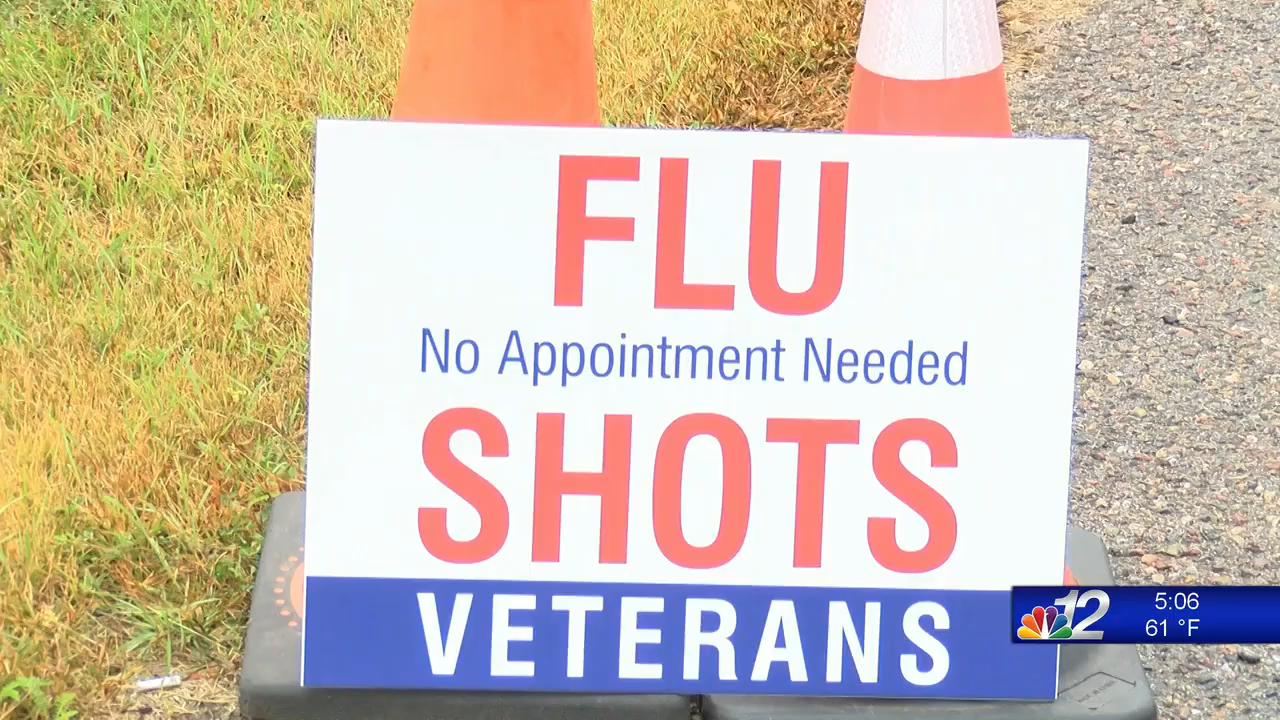 FLU
No Appointment Needed
SHOTS
VETERANS
12
5:06
61 °F